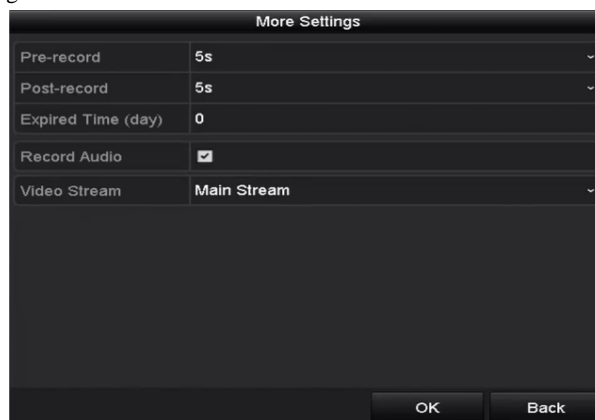 More Settings
Pre-record 5s
Post-record 5s
Expired Time (day) 0
Record Audio
Video Stream Main Stream
OK Back